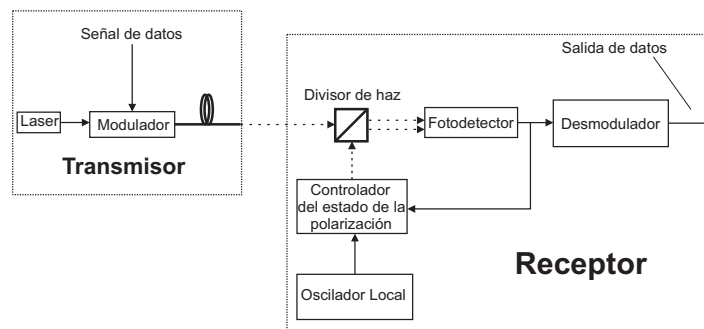 Señal de datos
Laser
Modulador
Transmisor
Divisor de haz
Fotodetector
Salida de datos
Desmodulador
Controlador
del estado de la
polarización
Oscilador Local
Receptor